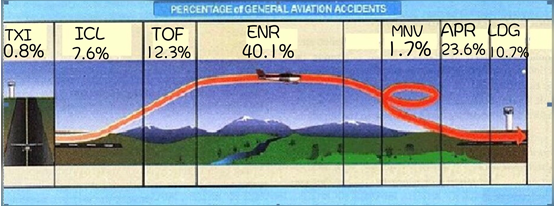 PERCENTAGE of GENERAL AVIATION ACCIDENTS
TXI ICL TOF ENR MNV APR LDG
0.8% 7.6% 12.3% 40.1% 1.7% 23.6% 10.7%